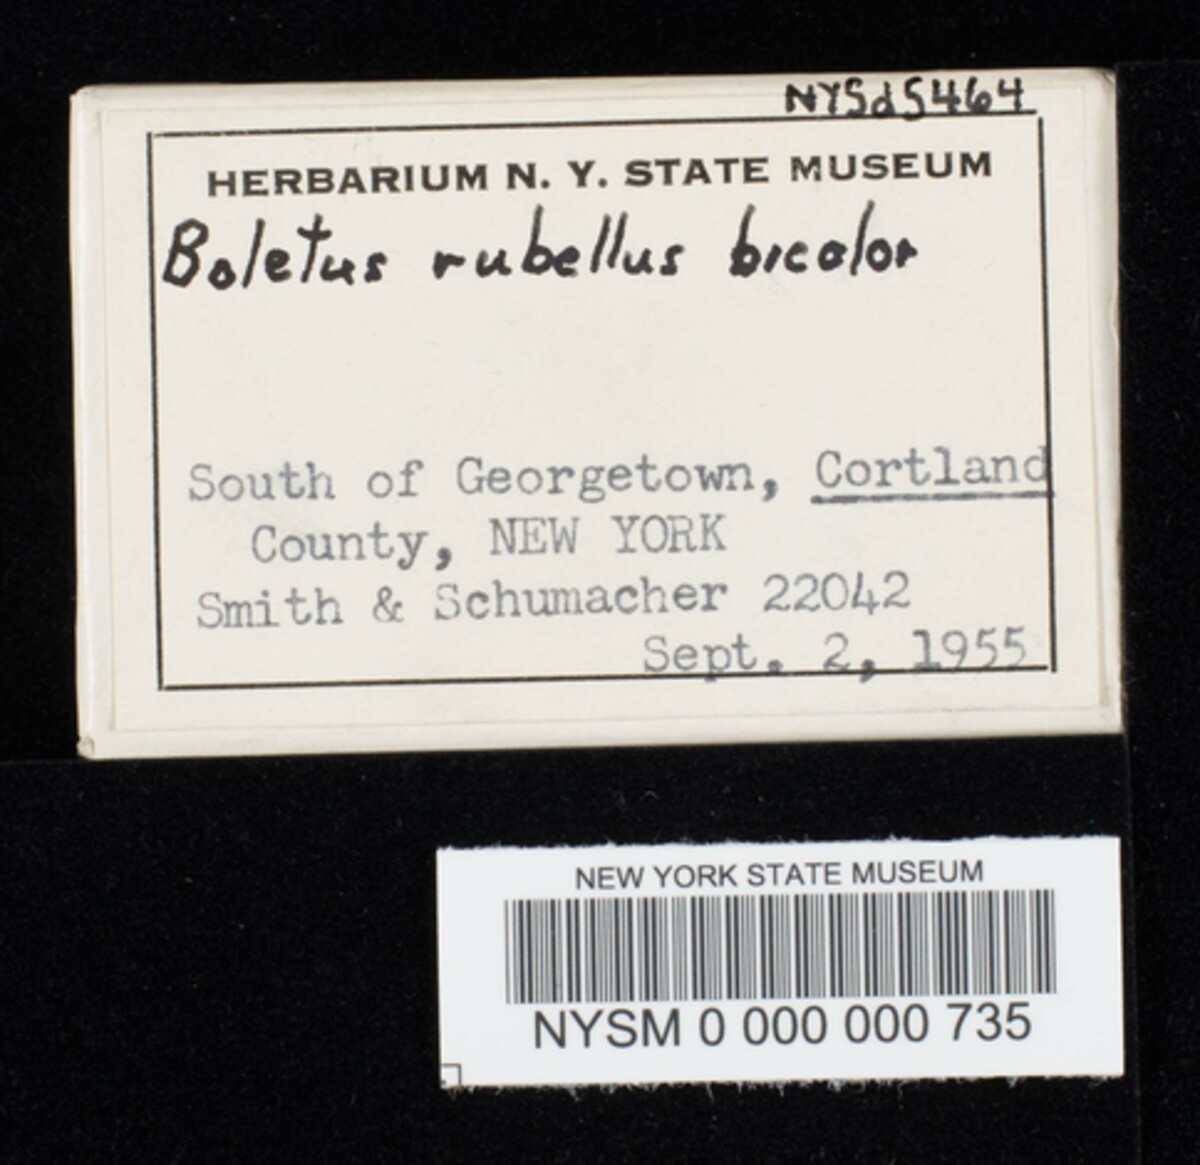 NYSd5464
HERBARIUM N. Y. STATE MUSEUM
Boletus rubellus bicolor
South of Georgetown, Cortland
County, NEW YORK
Smith & Schumacher 22042
Sept. 2, 1955
NEW YORK STATE MUSEUM
NYSM 0 000 000 735